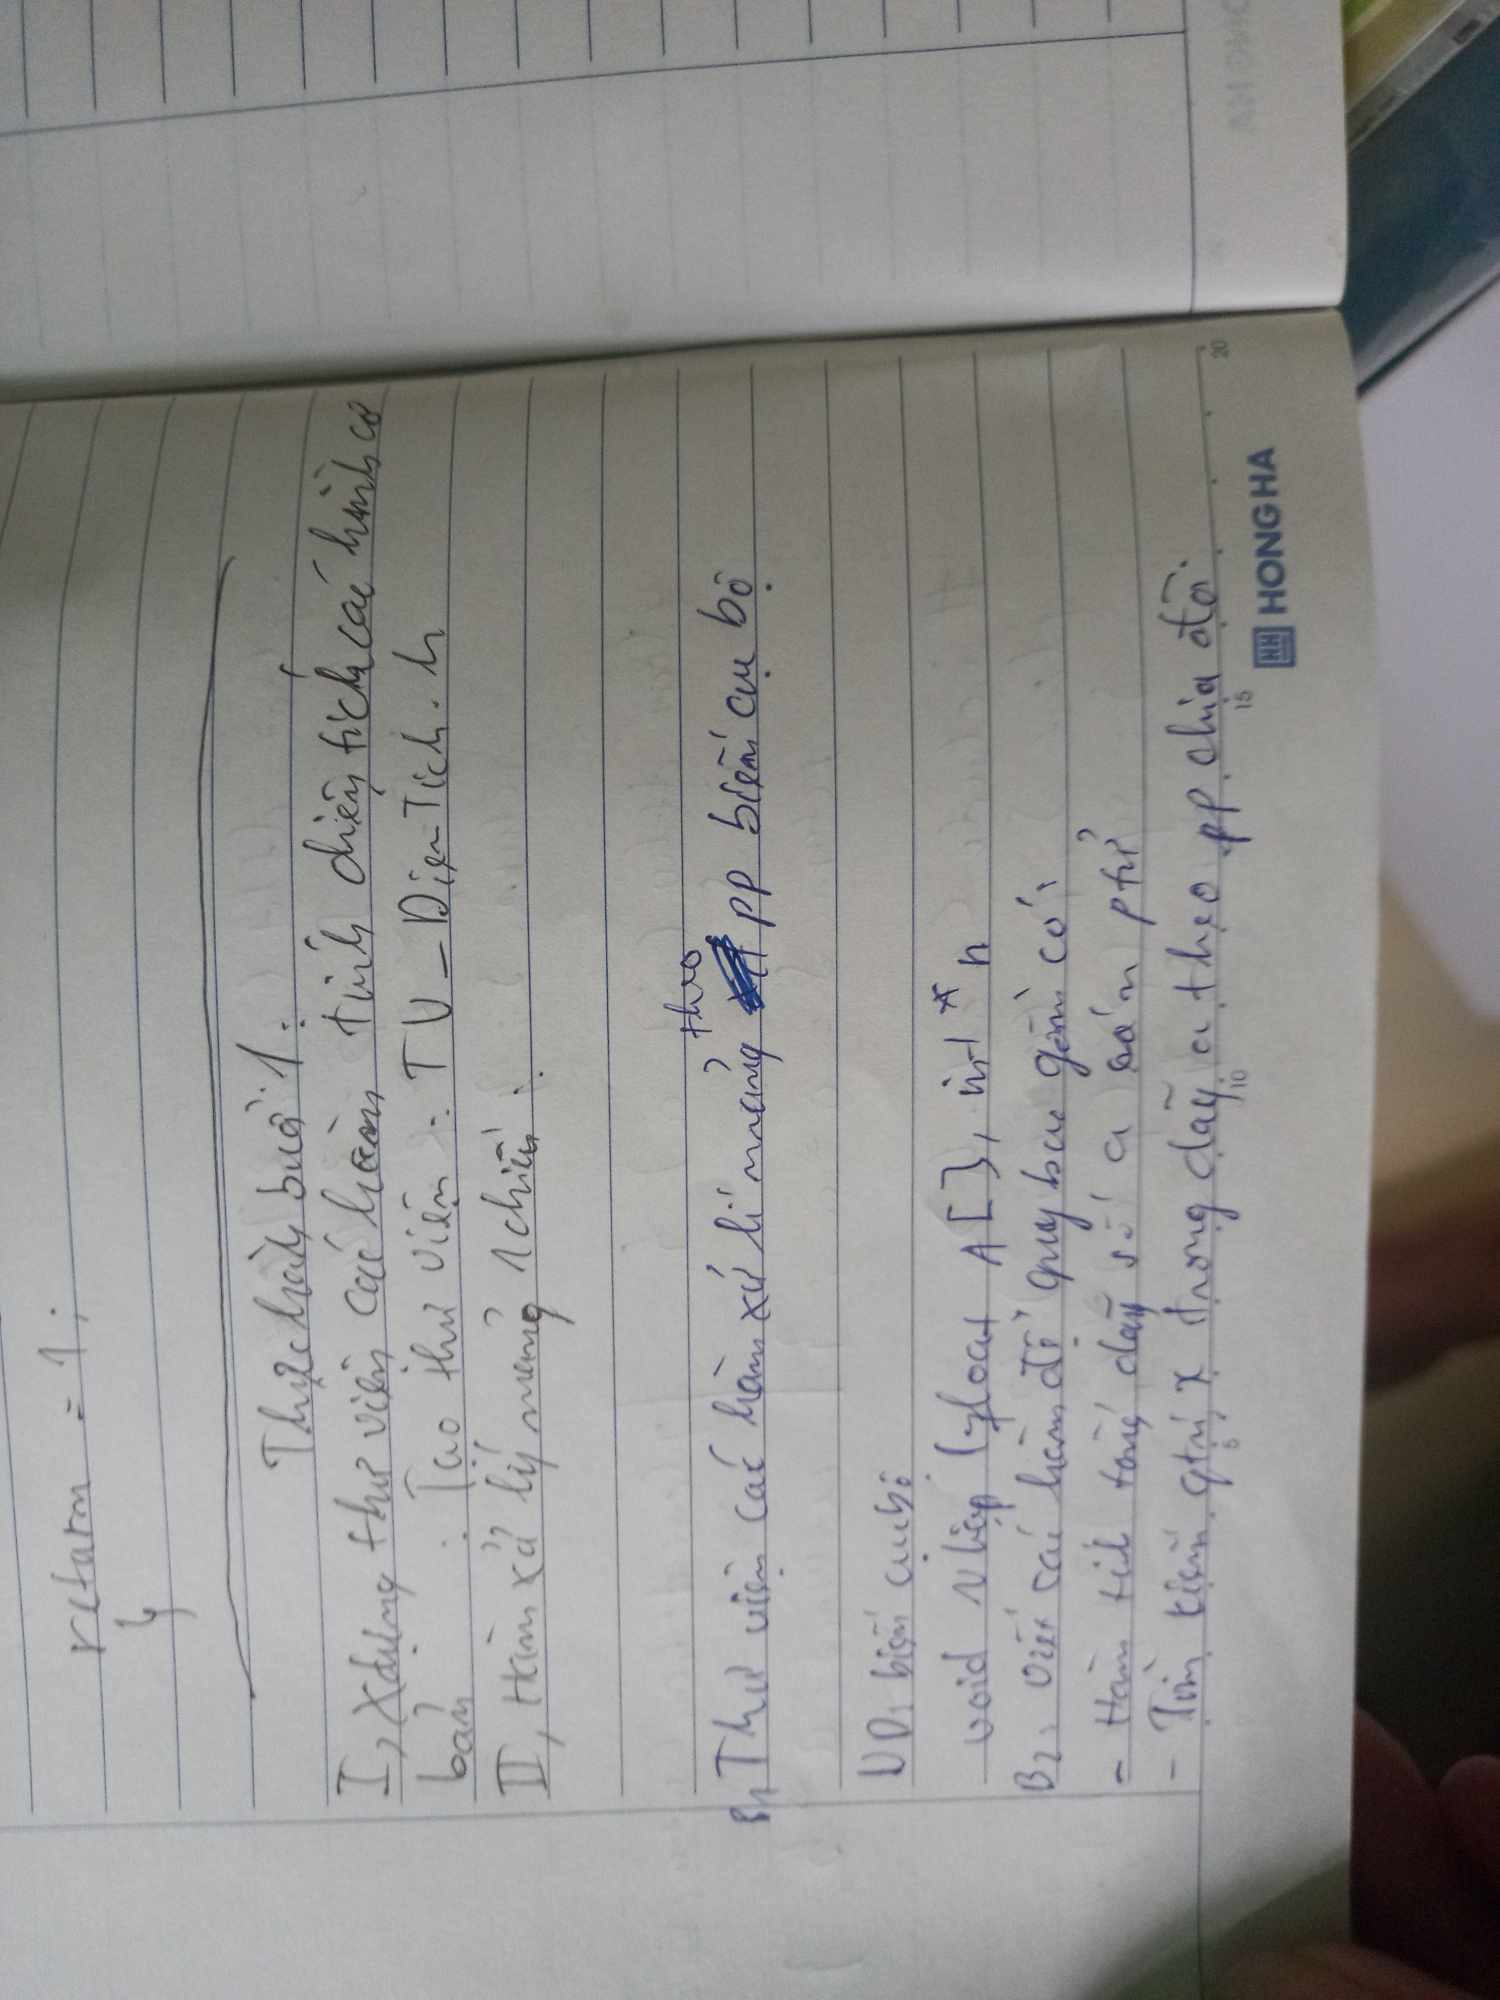 return = 1;
}
Thực hành buổi 1:
I, Xdựng thư viện các hàm tính diện tích các hình cơ
bản : Tạo thư viện : TV_DienTich.h
II, Hàm xử lý mảng 1 chiều :
B1, Thư viện các hàm xử lí mảng theo pp biến cục bộ
VD: biến cục bộ
void Nhập (float A[], int *n
B2, Viết các hàm đệ quy bao gồm có:
- Hàm tính tổng dãy số a n ptử
- Tìm kiếm gtrị x trong dãy a theo pp chia đôi
5 10 15 20
HH HONG HA